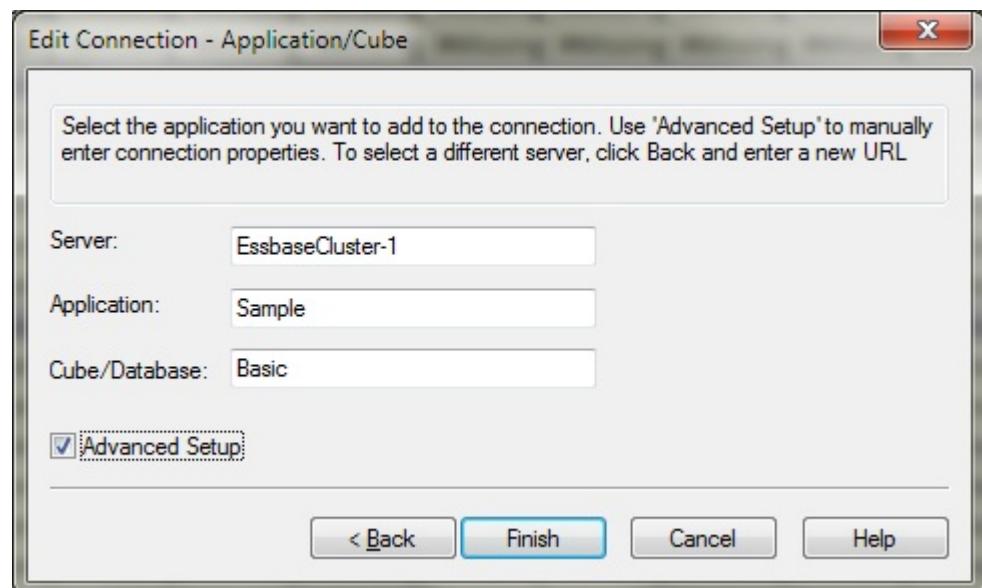 Edit Connection - Application/Cube
Select the application you want to add to the connection. Use 'Advanced Setup' to manually
enter connection properties. To select a different server, click Back and enter a new URL
Server: EssbaseCluster-1
Application: Sample
Cube/Database: Basic
Advanced Setup
< Back Finish Cancel Help